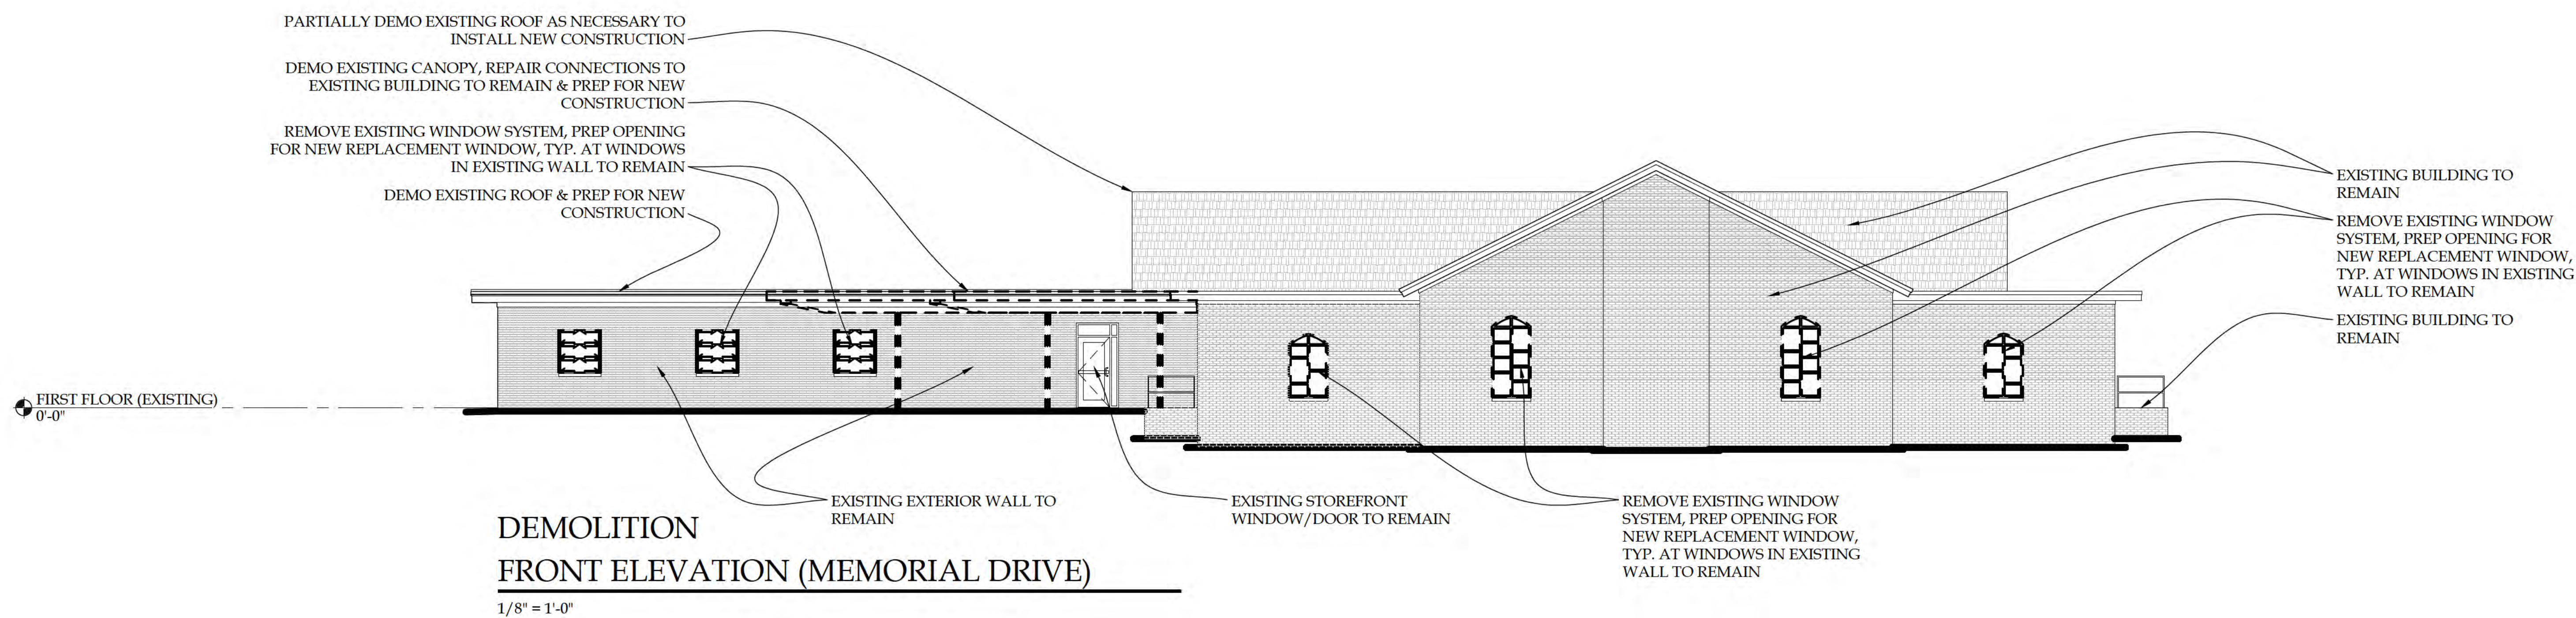 PARTIALLY DEMO EXISTING ROOF AS NECESSARY TO
INSTALL NEW CONSTRUCTION
DEMO EXISTING CANOPY, REPAIR CONNECTIONS TO
EXISTING BUILDING TO REMAIN & PREP FOR NEW
CONSTRUCTION
REMOVE EXISTING WINDOW SYSTEM, PREP OPENING
FOR NEW REPLACEMENT WINDOW, TYP. AT WINDOWS
IN EXISTING WALL TO REMAIN
DEMO EXISTING ROOF & PREP FOR NEW
CONSTRUCTION
EXISTING BUILDING TO
REMAIN
REMOVE EXISTING WINDOW
SYSTEM, PREP OPENING FOR
NEW REPLACEMENT WINDOW,
TYP. AT WINDOWS IN EXISTING
WALL TO REMAIN
EXISTING BUILDING TO
REMAIN
FIRST FLOOR (EXISTING)
0'-0"
EXISTING EXTERIOR WALL TO
REMAIN
EXISTING STOREFRONT
WINDOW/DOOR TO REMAIN
REMOVE EXISTING WINDOW
SYSTEM, PREP OPENING FOR
NEW REPLACEMENT WINDOW,
TYP. AT WINDOWS IN EXISTING
WALL TO REMAIN
DEMOLITION
FRONT ELEVATION (MEMORIAL DRIVE)
1/8" = 1'-0"